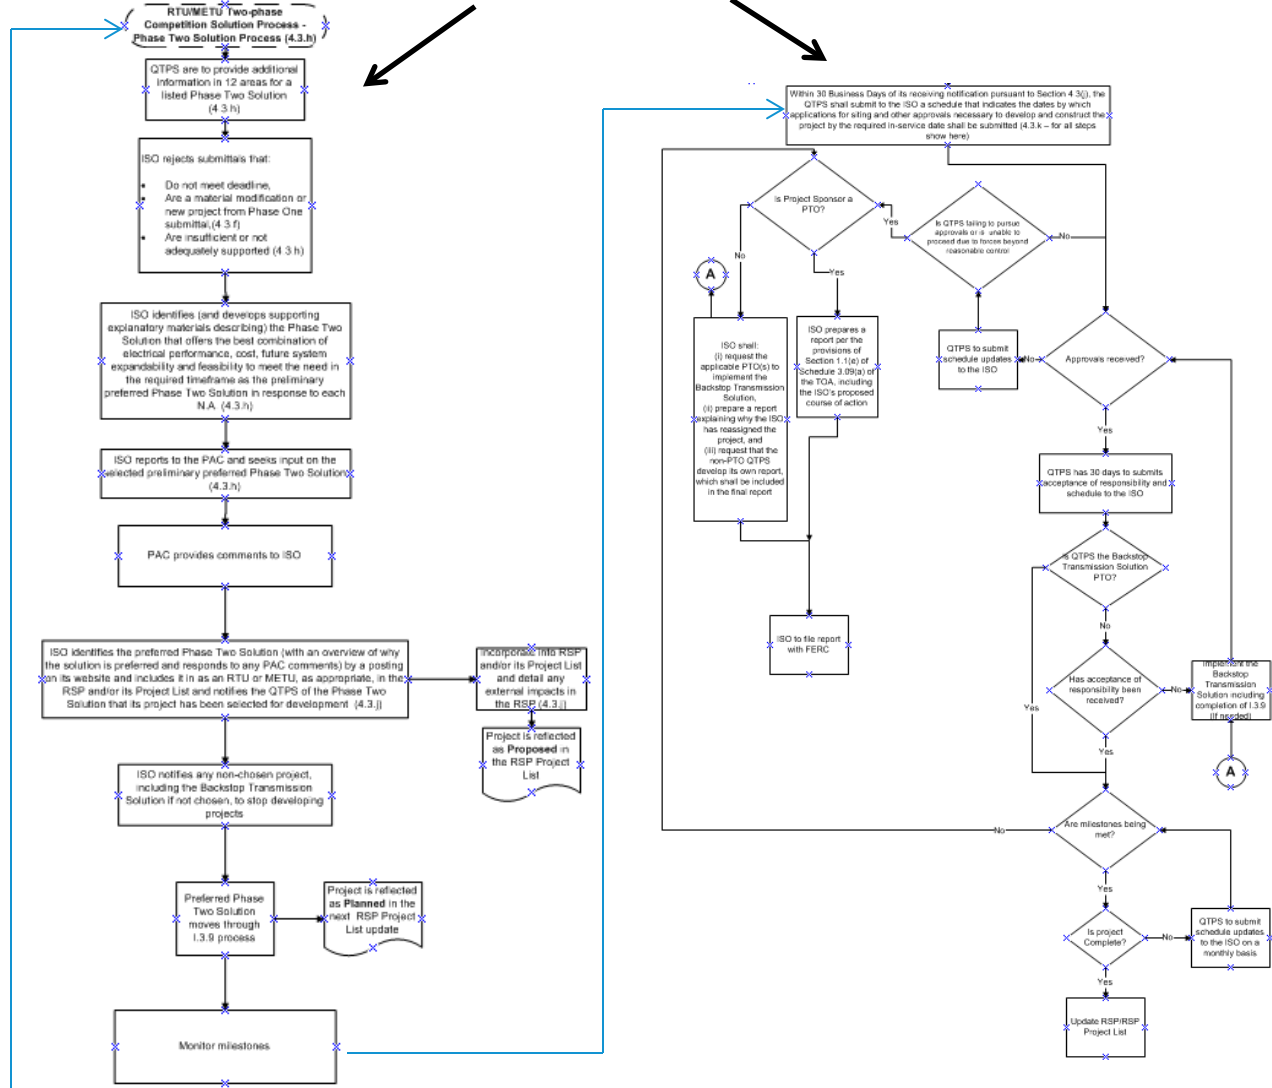 RTU/METU Two-phase
Competition Solution Process -
Phase Two Solution Process (4.3.h)
QTPS are to provide additional
information in 12 areas for a
listed Phase Two Solution
(4.3.h)
ISO rejects submittals that:
• Do not meet deadline,
• Are a material modification or
new project from Phase One
submittal,(4.3.f)
• Are insufficient or not
adequately supported (4.3.h)
ISO identifies (and develops supporting
explanatory materials describing) the Phase Two
Solution that offers the best combination of
electrical performance, cost, future system
expandability and feasibility to meet the need in
the required timeframe as the preliminary
preferred Phase Two Solution in response to each
N.A. (4.3.h)
ISO reports to the PAC and seeks input on the
selected preliminary preferred Phase Two Solution
(4.3.h)
PAC provides comments to ISO
ISO identifies the preferred Phase Two Solution (with an overview of why
the solution is preferred and responds to any PAC comments) by a posting
on its website and includes it in as an RTU or METU, as appropriate, in the
RSP and/or its Project List and notifies the QTPS of the Phase Two
Solution that its project has been selected for development (4.3.j)
Incorporate into RSP
and/or its Project List
and detail any
external impacts in
the RSP (4.3.j)
Project is reflected
as Proposed in
the RSP Project
List
ISO notifies any non-chosen project,
including the Backstop Transmission
Solution if not chosen, to stop developing
projects
Preferred Phase
Two Solution
moves through
I.3.9 process
Project is reflected
as Planned in the
next RSP Project
List update
Monitor milestones
Within 30 Business Days of its receiving notification pursuant to Section 4.3(j), the
QTPS shall submit to the ISO a schedule that indicates the dates by which
applications for siting and other approvals necessary to develop and construct the
project by the required in-service date shall be submitted (4.3.k – for all steps
show here)
Is Project Sponsor a
PTO?
Yes
Is QTPS failing to pursue
approvals or is unable to
proceed due to forces beyond
reasonable control
No
No
Yes
A
ISO shall:
(i) request the
applicable PTO(s) to
implement the
Backstop Transmission
Solution,
(ii) prepare a report
explaining why the ISO
has reassigned the
project, and
(iii) request that the
non-PTO QTPS
develop its own report,
which shall be included
in the final report
ISO prepares a
report per the
provisions of
Section 1.1(e) of
Schedule 3.09(a) of
the TOA, including
the ISO's proposed
course of action
QTPS to submit
schedule updates
to the ISO
No
Approvals received?
Yes
QTPS has 30 days to submits
acceptance of responsibility and
schedule to the ISO
Is QTPS the Backstop
Transmission Solution
PTO?
No
ISO to file report
with FERC
Has acceptance of
responsibility been
received?
No
Implement the
Backstop
Transmission
Solution including
completion of I.3.9
(If needed)
Yes
Yes
A
Are milestones being
met?
No
Yes
Is project
Complete?
No
QTPS to submit
schedule updates
to the ISO on a
monthly basis
Yes
Update RSP/RSP
Project List